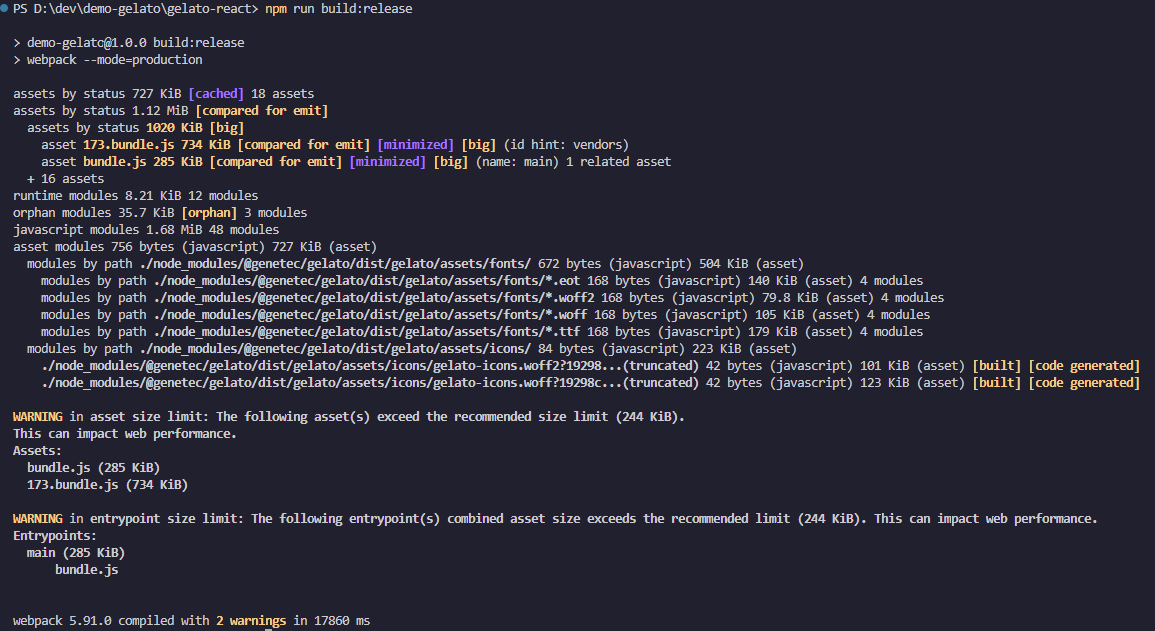 PS D:\dev\demo-gelato\gelato-react> npm run build:release
> demo-gelato@1.0.0 build:release
> webpack --mode=production
assets by status 727 KiB [cached] 18 assets
assets by status 1.12 MiB [compared for emit]
assets by status 1020 KiB [big]
asset 173.bundle.js 734 KiB [compared for emit] [minimized] [big] (id hint: vendors)
asset bundle.js 285 KiB [compared for emit] [minimized] [big] (name: main) 1 related asset
+ 16 assets
runtime modules 8.21 KiB 12 modules
orphan modules 35.7 KiB [orphan] 3 modules
javascript modules 1.68 MiB 48 modules
asset modules 756 bytes (javascript) 727 KiB (asset)
modules by path ./node_modules/@genetec/gelato/dist/gelato/assets/fonts/ 672 bytes (javascript) 504 KiB (asset)
modules by path ./node_modules/@genetec/gelato/dist/gelato/assets/fonts/*.eot 168 bytes (javascript) 140 KiB (asset) 4 modules
modules by path ./node_modules/@genetec/gelato/dist/gelato/assets/fonts/*.woff2 168 bytes (javascript) 79.8 KiB (asset) 4 modules
modules by path ./node_modules/@genetec/gelato/dist/gelato/assets/fonts/*.woff 168 bytes (javascript) 105 KiB (asset) 4 modules
modules by path ./node_modules/@genetec/gelato/dist/gelato/assets/fonts/*.ttf 168 bytes (javascript) 179 KiB (asset) 4 modules
modules by path ./node_modules/@genetec/gelato/dist/gelato/assets/icons/ 84 bytes (javascript) 223 KiB (asset)
./node_modules/@genetec/gelato/dist/gelato/assets/icons/gelato-icons.woff2?19298...(truncated) 42 bytes (javascript) 101 KiB (asset) [built] [code generated]
./node_modules/@genetec/gelato/dist/gelato/assets/icons/gelato-icons.woff?19298c...(truncated) 42 bytes (javascript) 123 KiB (asset) [built] [code generated]
WARNING in asset size limit: The following asset(s) exceed the recommended size limit (244 KiB).
This can impact web performance.
Assets:
bundle.js (285 KiB)
173.bundle.js (734 KiB)
WARNING in entrypoint size limit: The following entrypoint(s) combined asset size exceeds the recommended limit (244 KiB). This can impact web performance.
Entrypoints:
main (285 KiB)
bundle.js
webpack 5.91.0 compiled with 2 warnings in 17860 ms